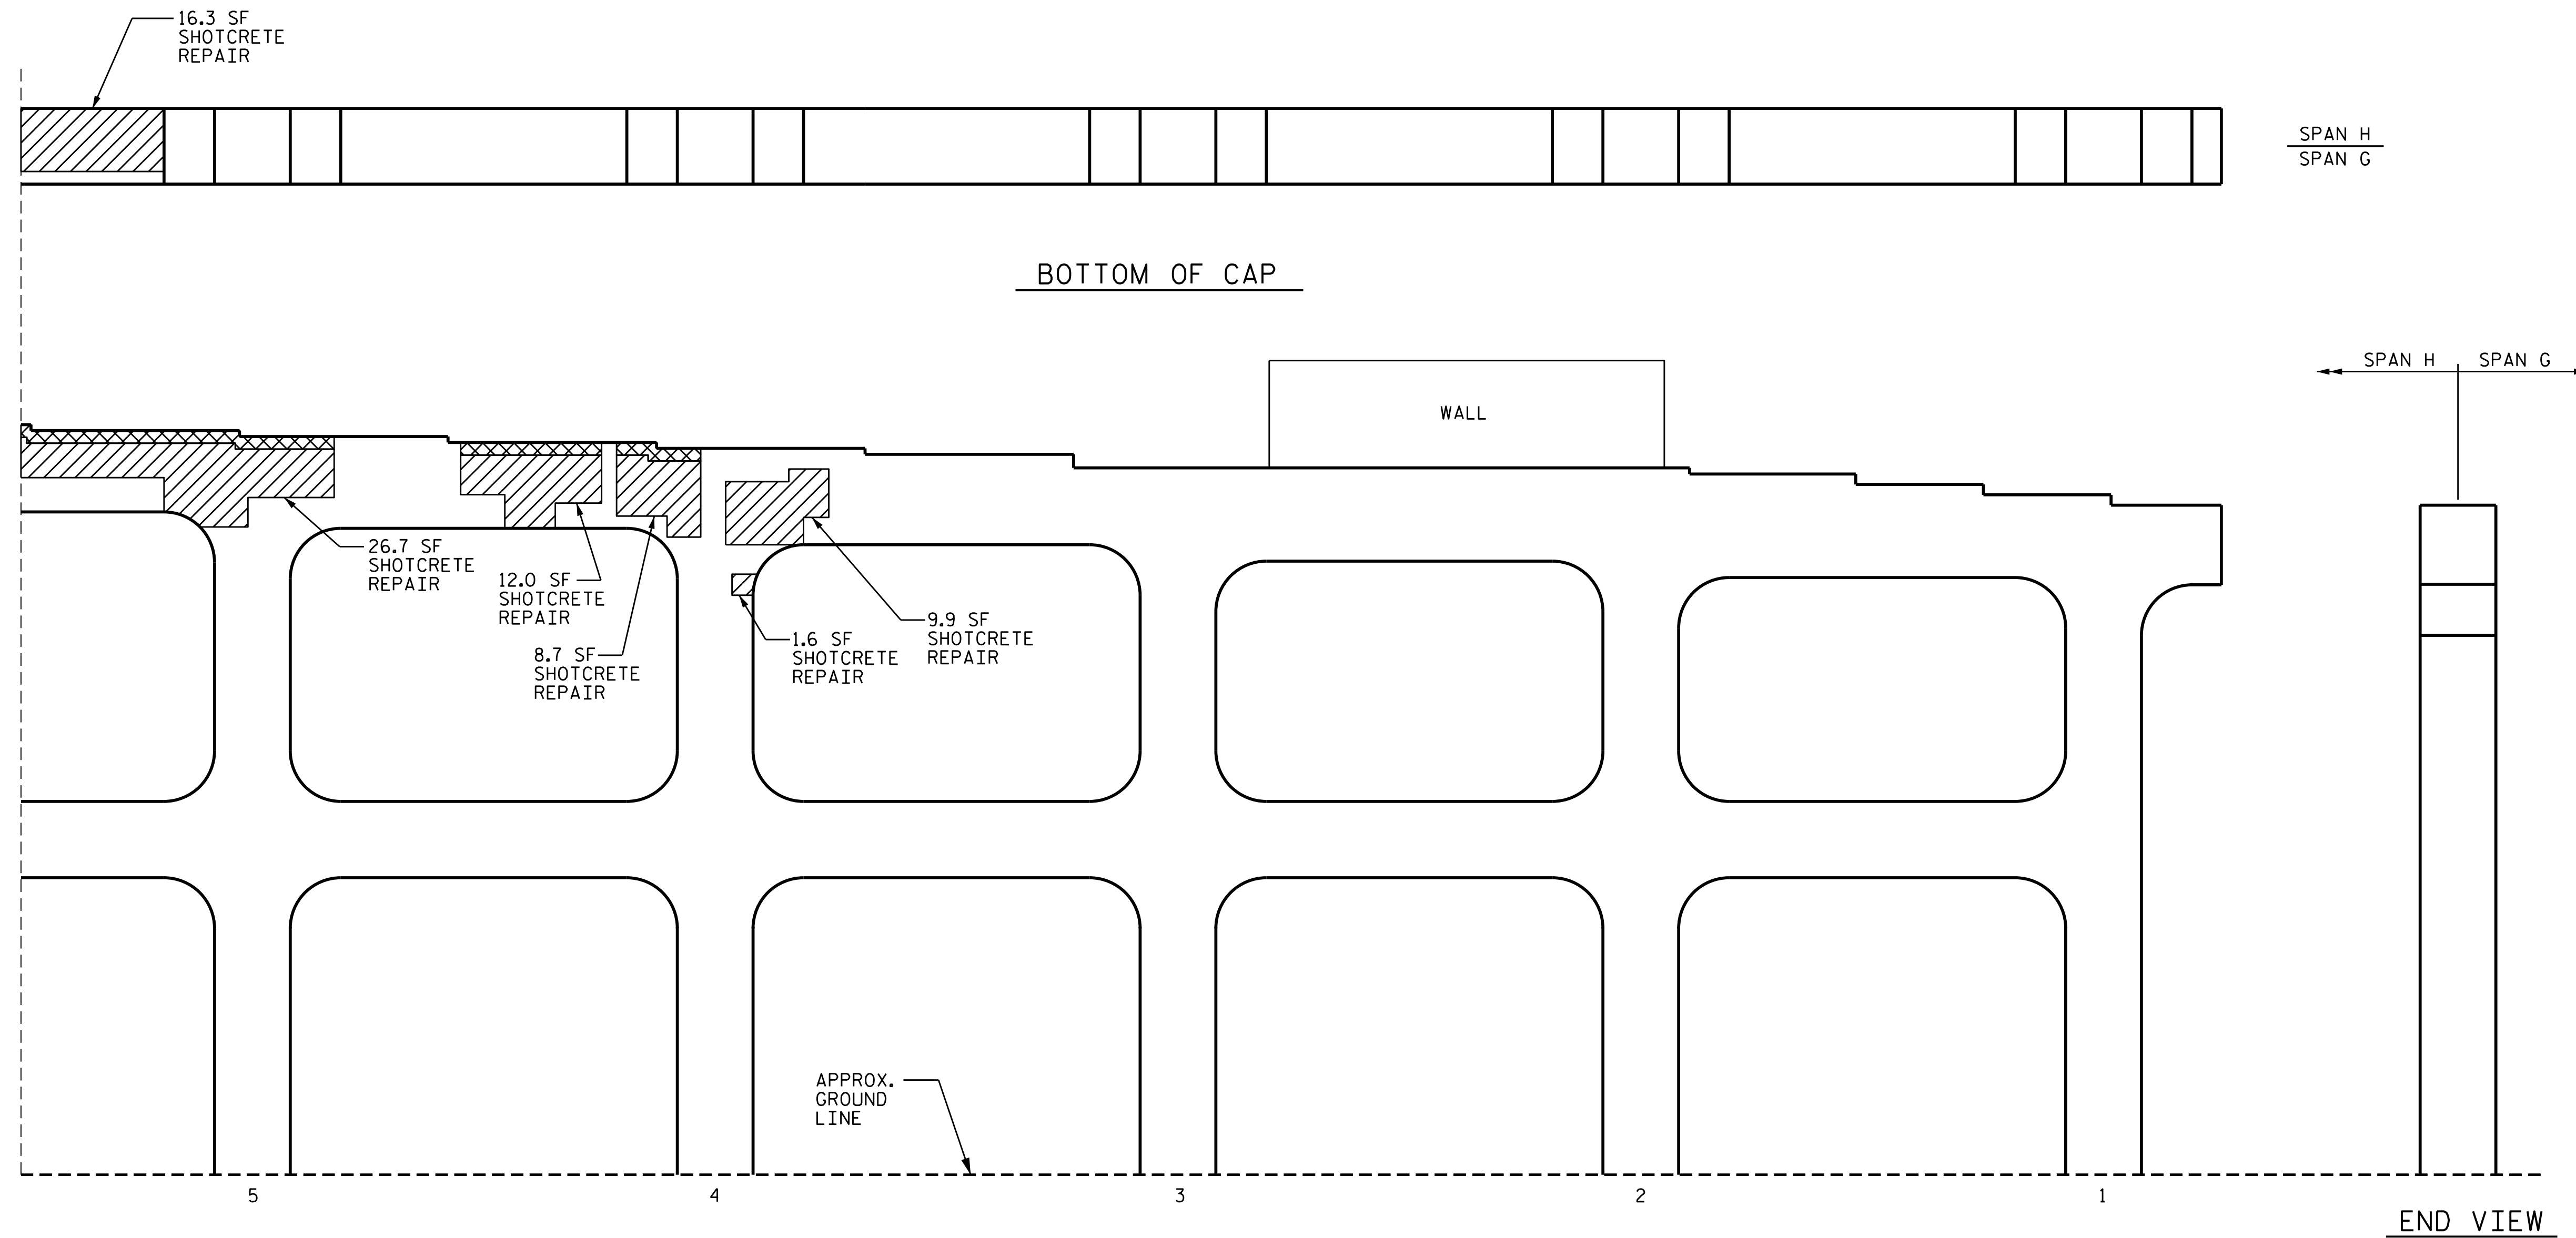 16.3 SF
SHOTCRETE
REPAIR
SPAN H
SPAN G
BOTTOM OF CAP
SPAN H
SPAN G
WALL
26.7 SF
SHOTCRETE
REPAIR
12.0 SF
SHOTCRETE
REPAIR
8.7 SF
SHOTCRETE
REPAIR
1.6 SF
SHOTCRETE
REPAIR
9.9 SF
SHOTCRETE
REPAIR
APPROX.
GROUND
LINE
5
4
3
2
1
END VIEW